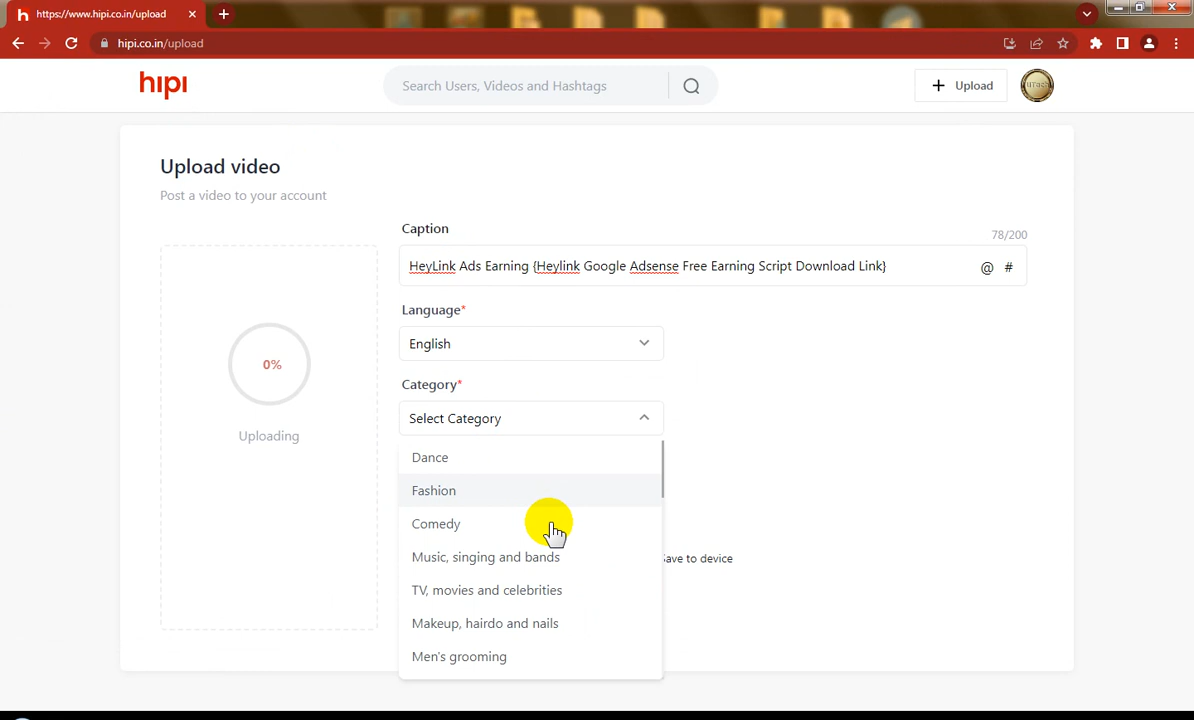 https://www.hipi.co.in/upload
hipi.co.in/upload
hipi
Search Users, Videos and Hashtags
Upload
Upload video
Post a video to your account
Caption
78/200
HeyLink Ads Earning {Heylink Google Adsense Free Earning Script Download Link}
@ #
Language*
English
0%
Uploading
Category*
Select Category
Dance
Fashion
Comedy
Music, singing and bands
Save to device
TV, movies and celebrities
Makeup, hairdo and nails
Men's grooming